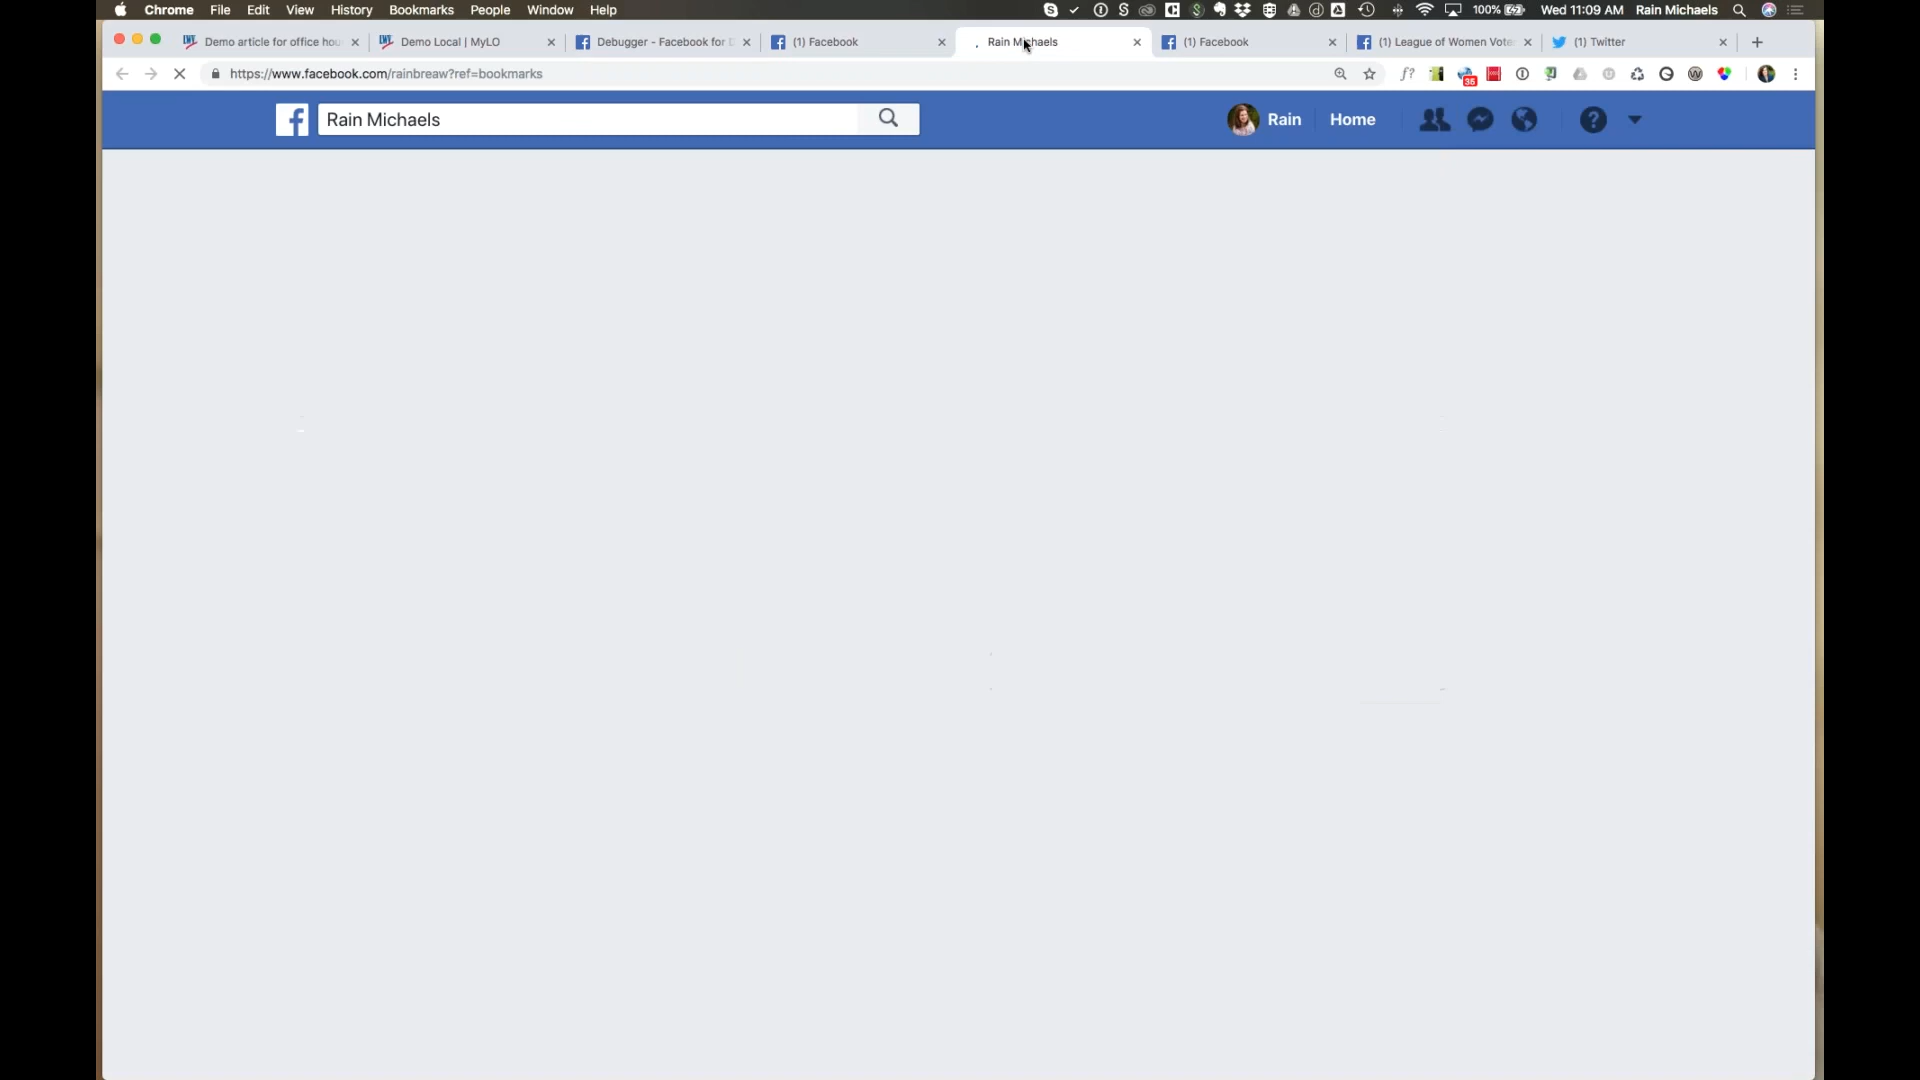 Chrome File Edit View History Bookmarks People Window Help 100% Wed 11:09 AM Rain Michaels
Demo article for office hou Demo Local | MyLO Debugger - Facebook for D (1) Facebook Rain Michaels (1) Facebook (1) League of Women Vote (1) Twitter
https://www.facebook.com/rainbreaw?ref=bookmarks
35
Rain Michaels Rain Home